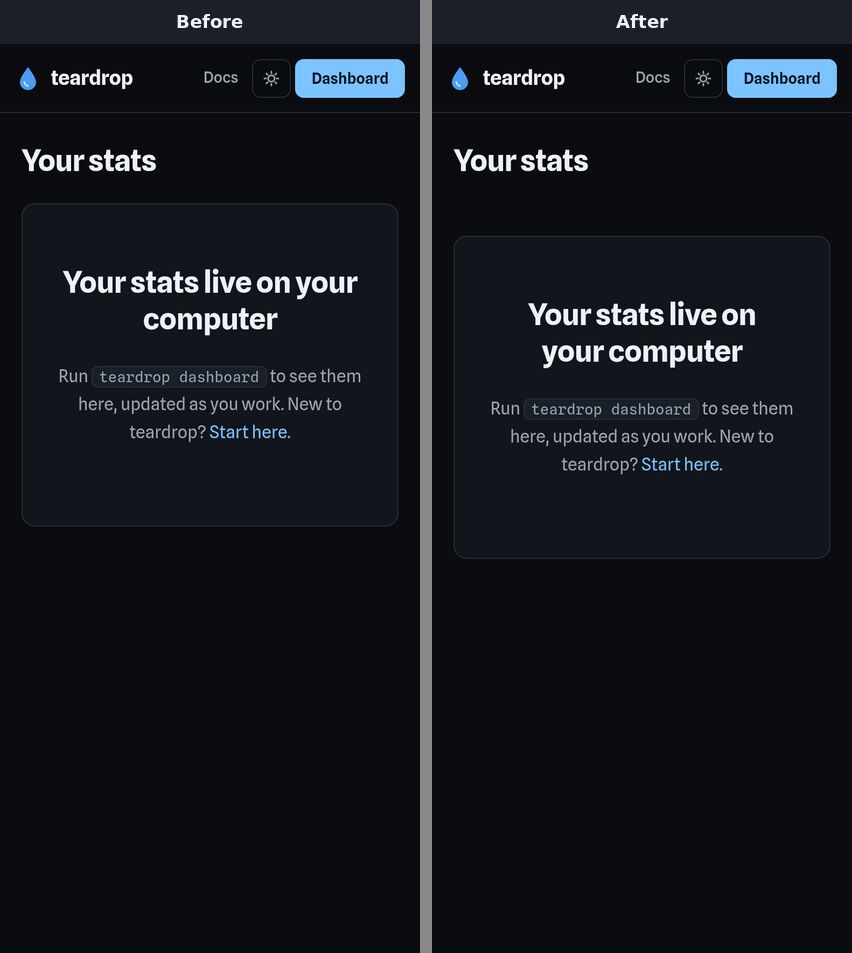 Before
teardrop Docs Dashboard
Your stats
Your stats live on your
computer
Run teardrop dashboard to see them
here, updated as you work. New to
teardrop? Start here.
After
teardrop Docs Dashboard
Your stats
Your stats live on
your computer
Run teardrop dashboard to see them
here, updated as you work. New to
teardrop? Start here.